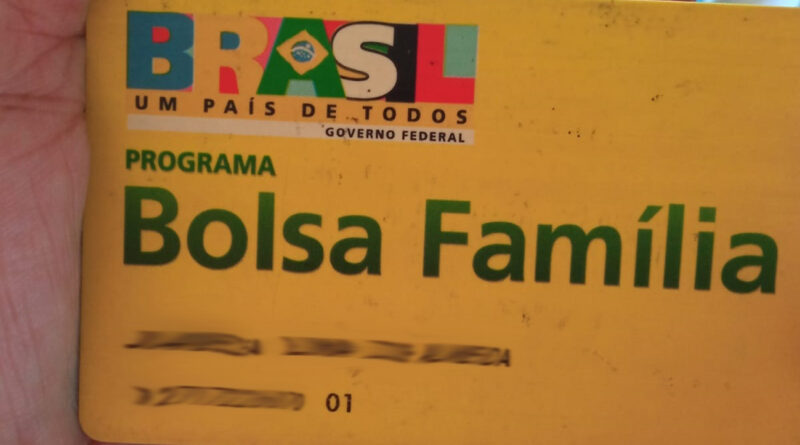 BRASIL
UM PAÍS DE TODOS
GOVERNO FEDERAL
PROGRAMA
Bolsa Família
01